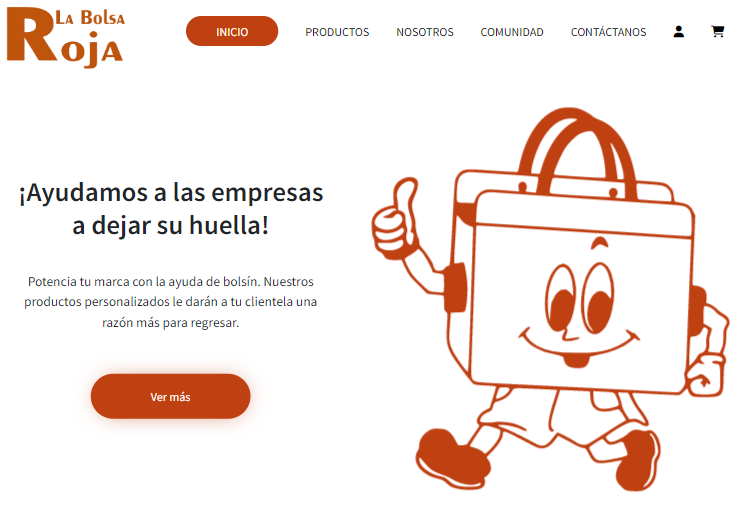 La Bolsa
Roja
INICIO
PRODUCTOS
NOSOTROS
COMUNIDAD
CONTÁCTANOS
¡Ayudamos a las empresas
a dejar su huella!
Potencia tu marca con la ayuda de bolsín. Nuestros
productos personalizados le darán a tu clientela una
razón más para regresar.
Ver más